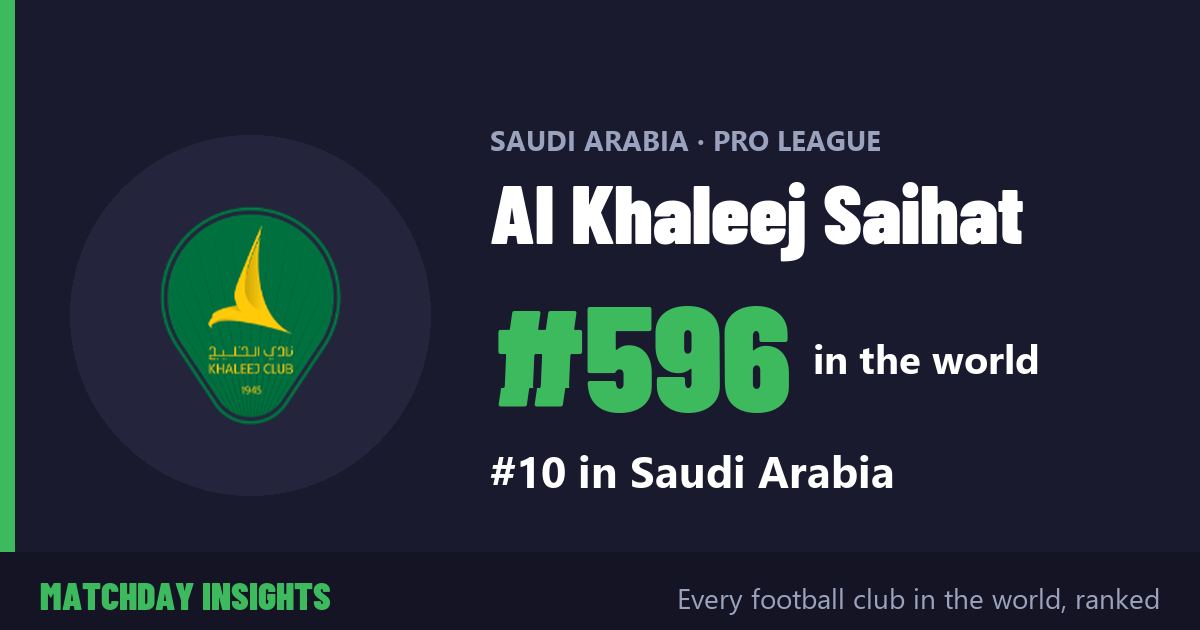 SAUDI ARABIA · PRO LEAGUE
Al Khaleej Saihat
#596 in the world
#10 in Saudi Arabia
نادي الخليج
KHALEEJ CLUB
1945
MATCHDAY INSIGHTS
Every football club in the world, ranked